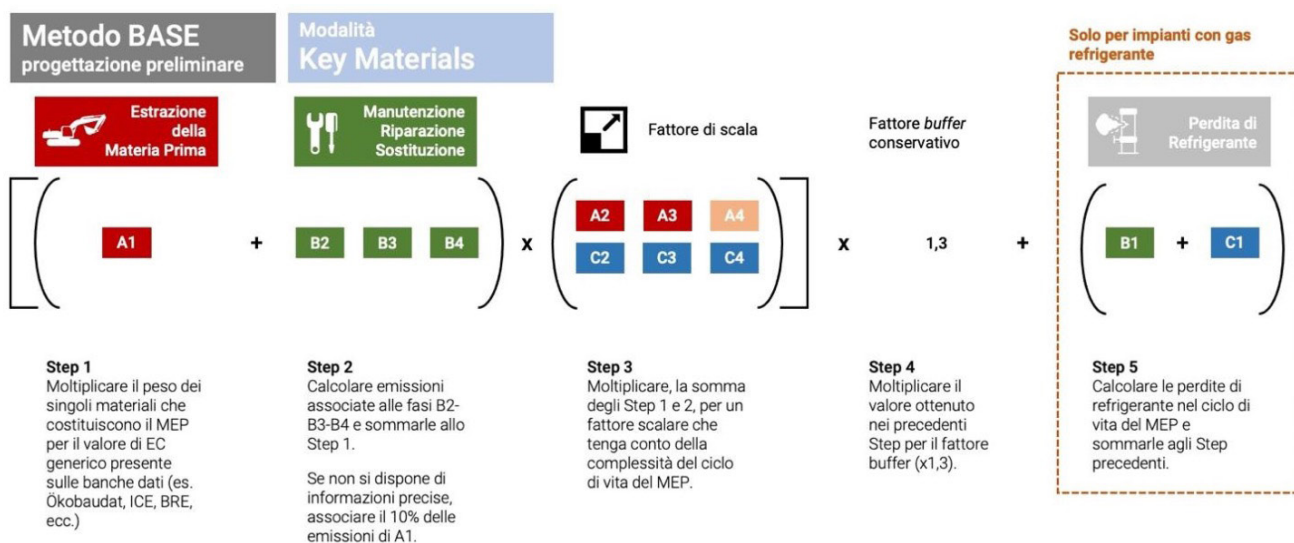 Metodo BASE
progettazione preliminare
Modalità
Key Materials
Solo per impianti con gas
refrigerante
Estrazione
della
Materia Prima
Manutenzione
Riparazione
Sostituzione
Fattore di scala
Fattore buffer
conservativo
Perdita di
Refrigerante
A1
+
B2 B3 B4
x
A2 A3 A4
C2 C3 C4
x
1,3
+
B1 + C1
Step 1
Moltiplicare il peso dei
singoli materiali che
costituiscono il MEP
per il valore di EC
generico presente
sulle banche dati (es.
Ökobaudat, ICE, BRE,
ecc.)
Step 2
Calcolare emissioni
associate alle fasi B2-
B3-B4 e sommarle allo
Step 1.
Se non si dispone di
informazioni precise,
associare il 10% delle
emissioni di A1.
Step 3
Moltiplicare, la somma
degli Step 1 e 2, per un
fattore scalare che
tenga conto della
complessità del ciclo
di vita del MEP.
Step 4
Moltiplicare il
valore ottenuto
nei precedenti
Step per il fattore
buffer (x1,3).
Step 5
Calcolare le perdite di
refrigerante nel ciclo di
vita del MEP e
sommarle agli Step
precedenti.